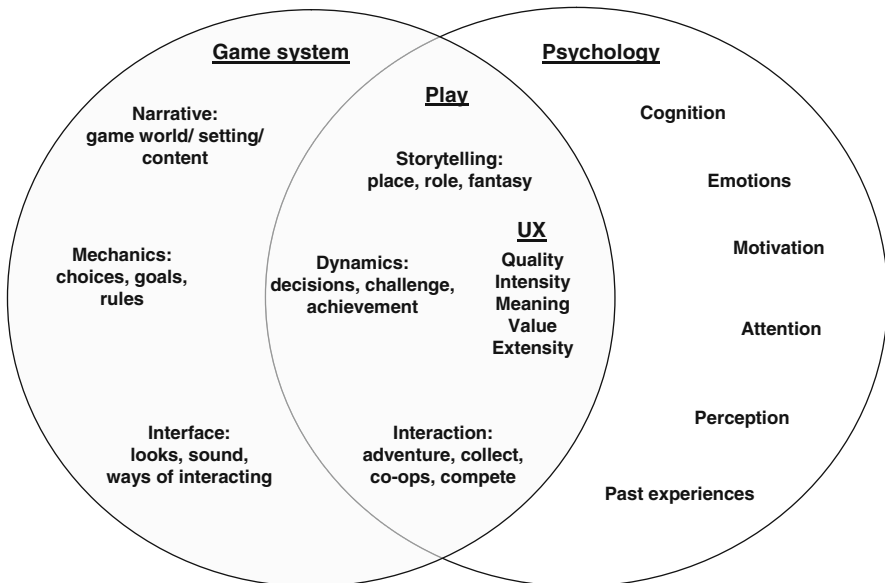 Game system
Narrative:
game world/ setting/
content
Mechanics:
choices, goals,
rules
Interface:
looks, sound,
ways of interacting
Play
Storytelling:
place, role, fantasy
Dynamics:
decisions, challenge,
achievement
UX
Quality
Intensity
Meaning
Value
Extensity
Interaction:
adventure, collect,
co-ops, compete
Psychology
Cognition
Emotions
Motivation
Attention
Perception
Past experiences